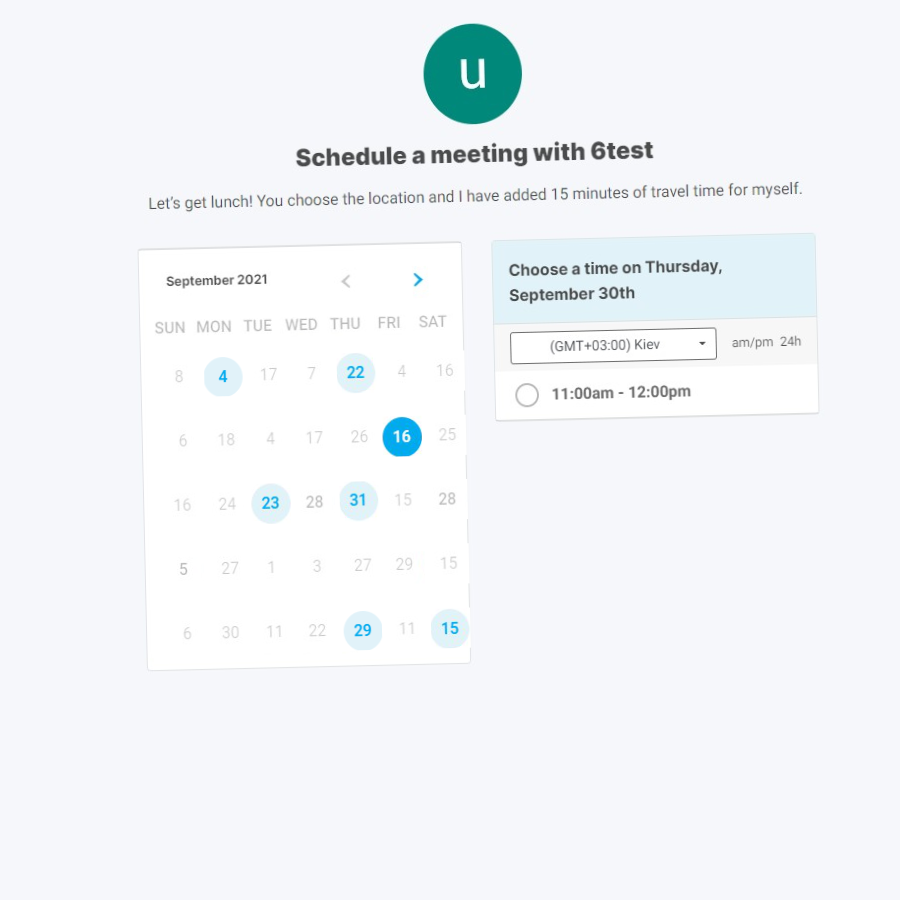 u
Schedule a meeting with 6test
Let's get lunch! You choose the location and I have added 15 minutes of travel time for myself.
September 2021
SUN MON TUE WED THU FRI SAT
8 4 17 7 22 4 16
6 18 4 17 26 16 25
16 24 23 28 31 15 28
5 27 1 3 27 29 15
6 30 11 22 29 11 15
Choose a time on Thursday,
September 30th
(GMT+03:00) Kiev am/pm 24h
11:00am - 12:00pm